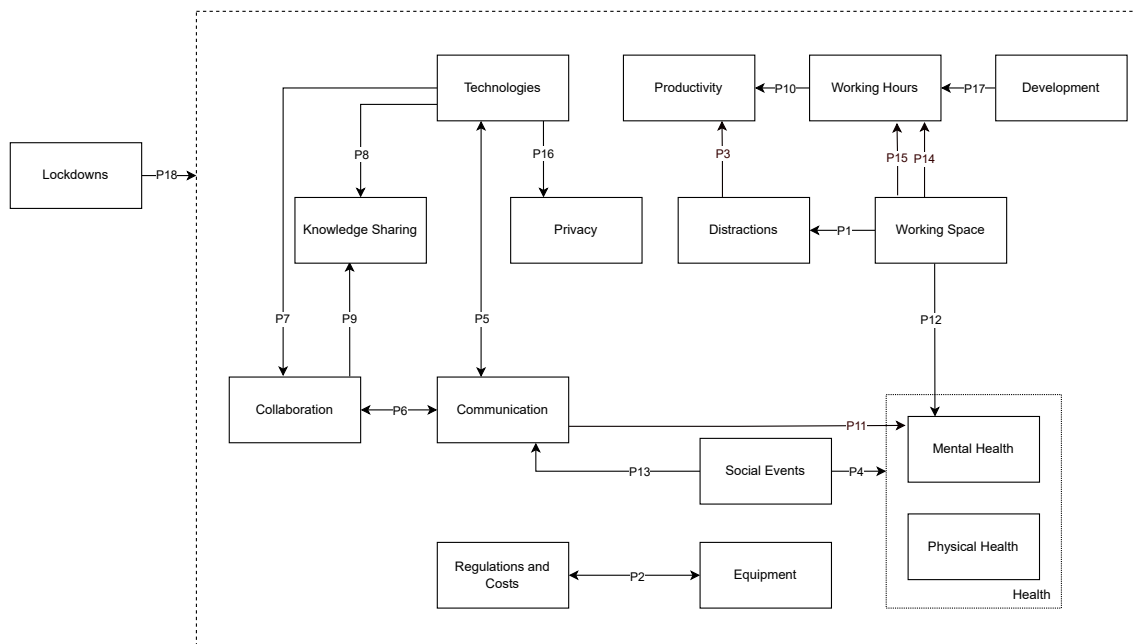 Technologies
Productivity
P10
Working Hours
P17
Development
P8
P16
P3
P15
P14
Lockdowns
P18
Knowledge Sharing
Privacy
Distractions
P1
Working Space
P7
P9
P5
P12
Collaboration
P6
Communication
P11
Mental Health
P13
Social Events
P4
Physical Health
Regulations and
Costs
P2
Equipment
Health